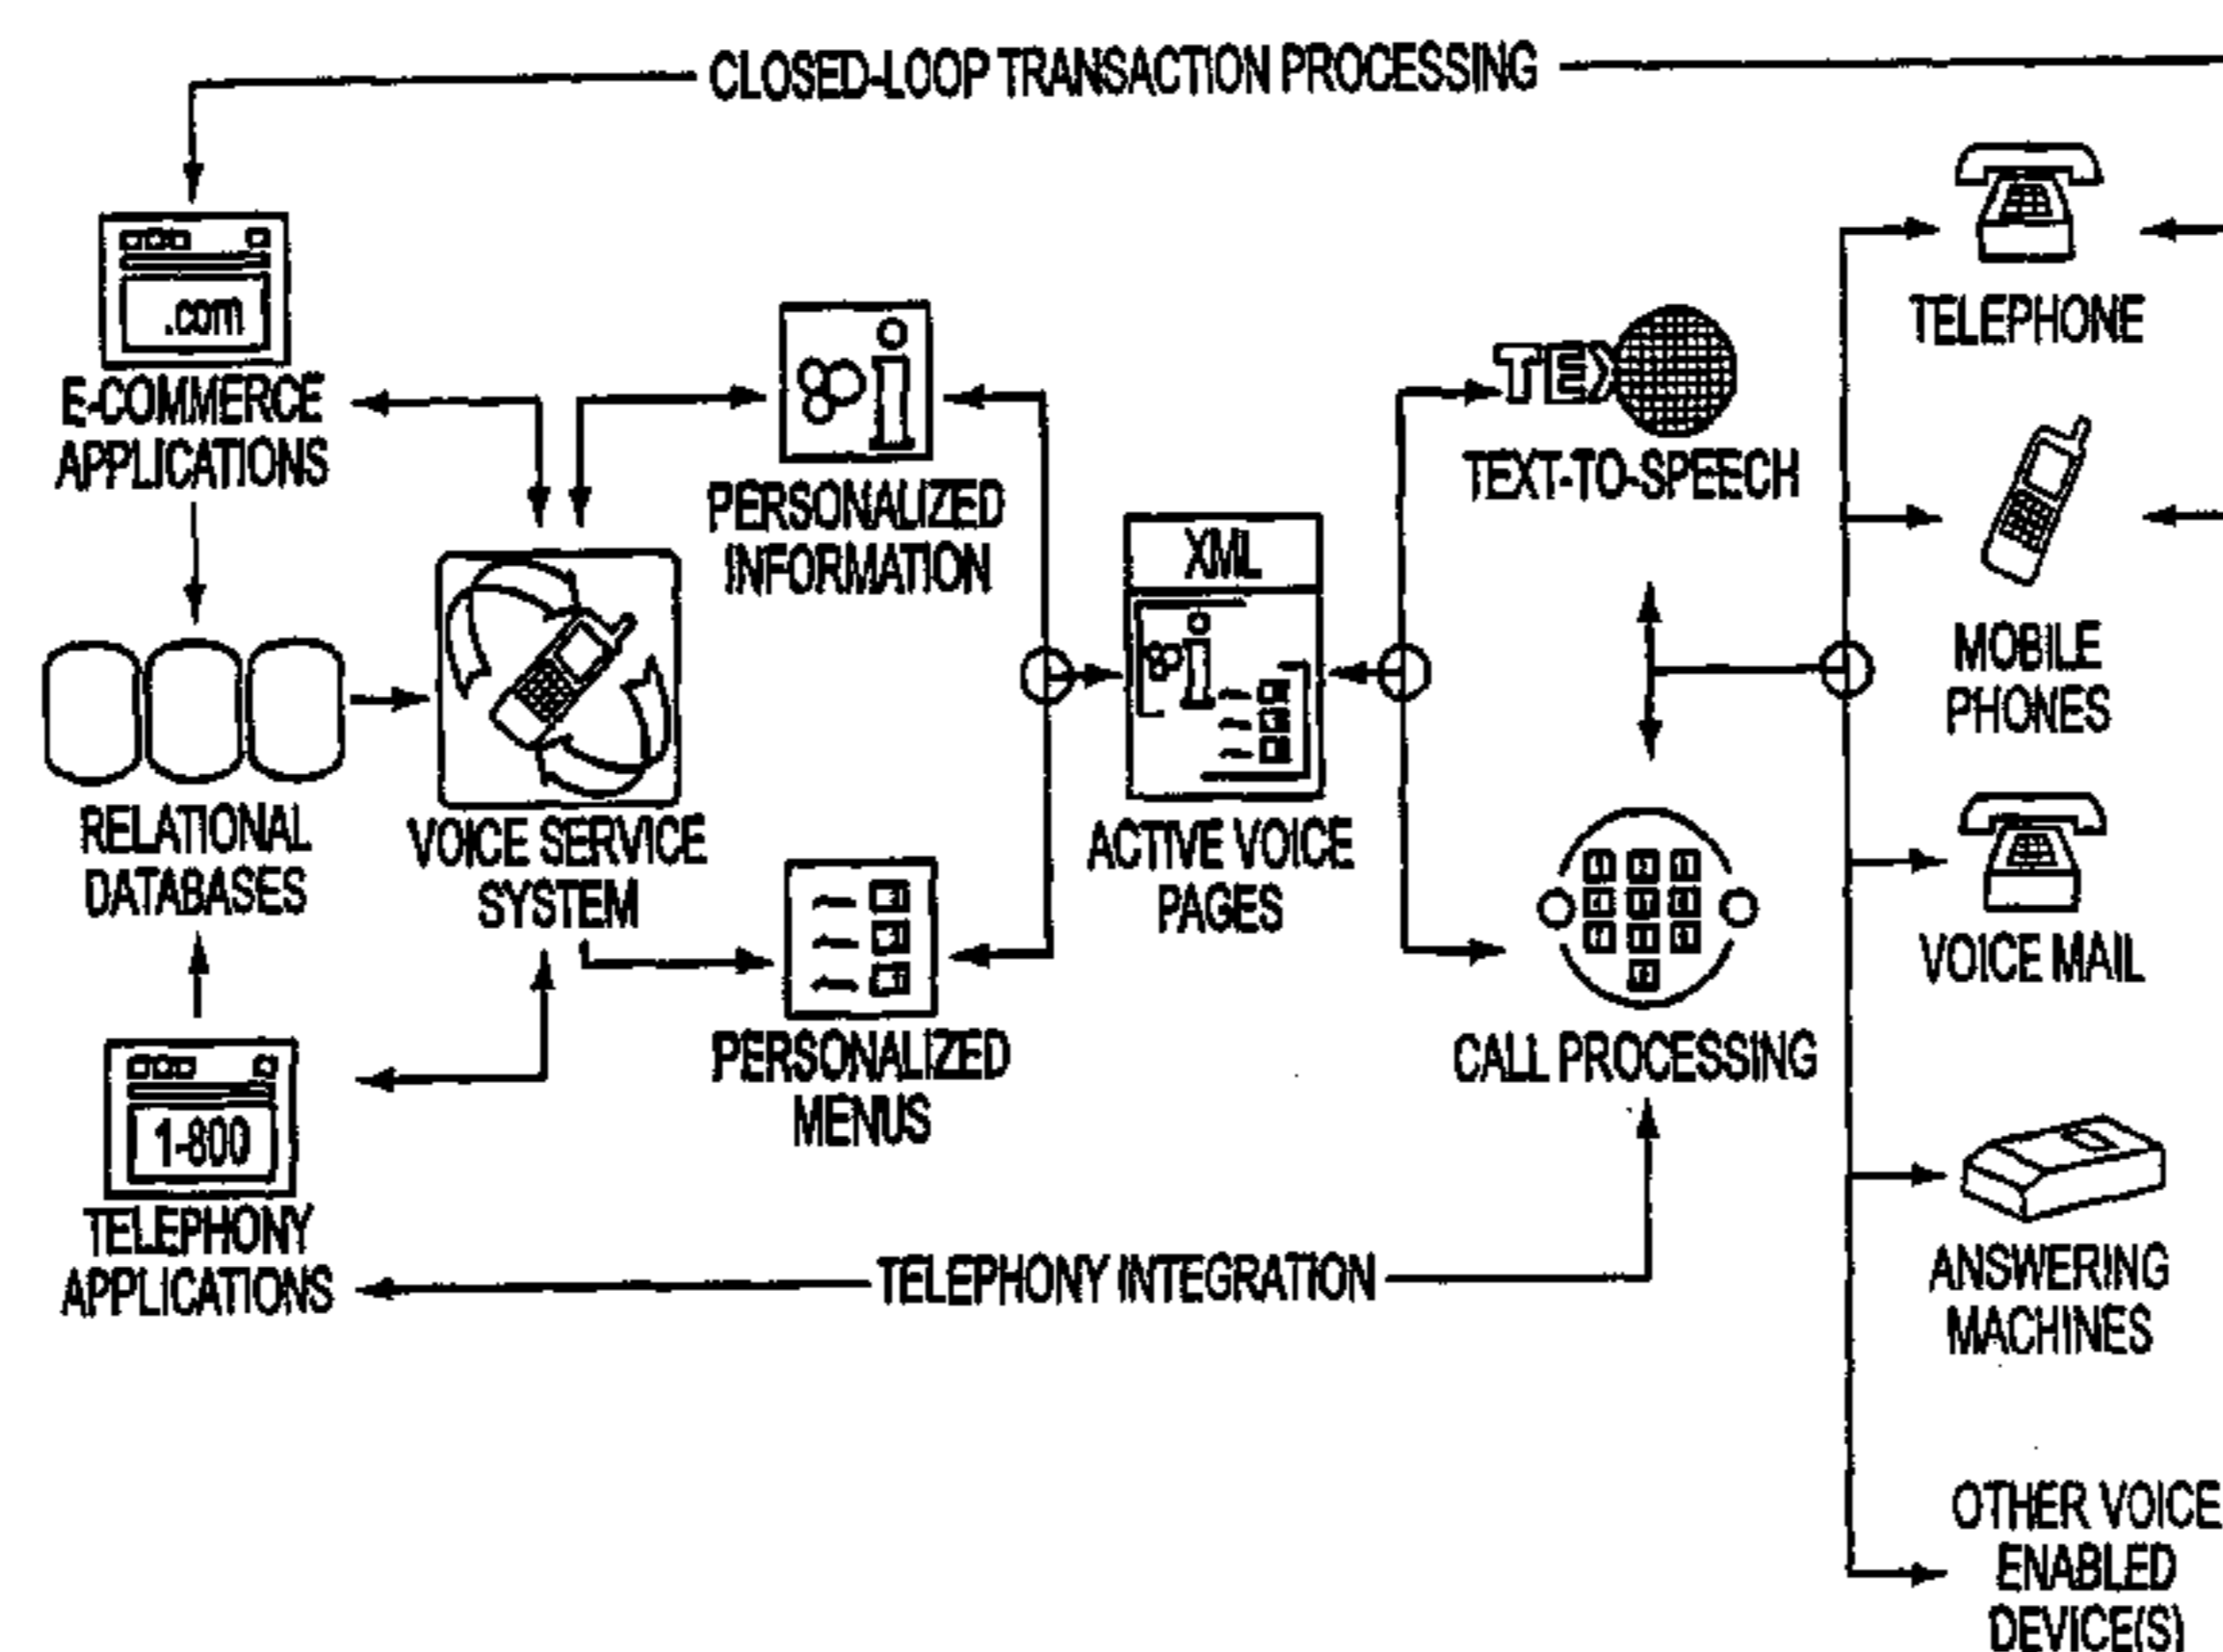 CLOSED-LOOP TRANSACTION PROCESSING
.com
E-COMMERCE
APPLICATIONS
RELATIONAL
DATABASES
1-800
TELEPHONY
APPLICATIONS
VOICE SERVICE
SYSTEM
PERSONALIZED
INFORMATION
PERSONALIZED
MENUS
XML
ACTIVE VOICE
PAGES
TEX
TEXT-TO-SPEECH
CALL PROCESSING
TELEPHONY INTEGRATION
TELEPHONE
MOBILE
PHONES
VOICE MAIL
ANSWERING
MACHINES
OTHER VOICE
ENABLED
DEVICE(S)